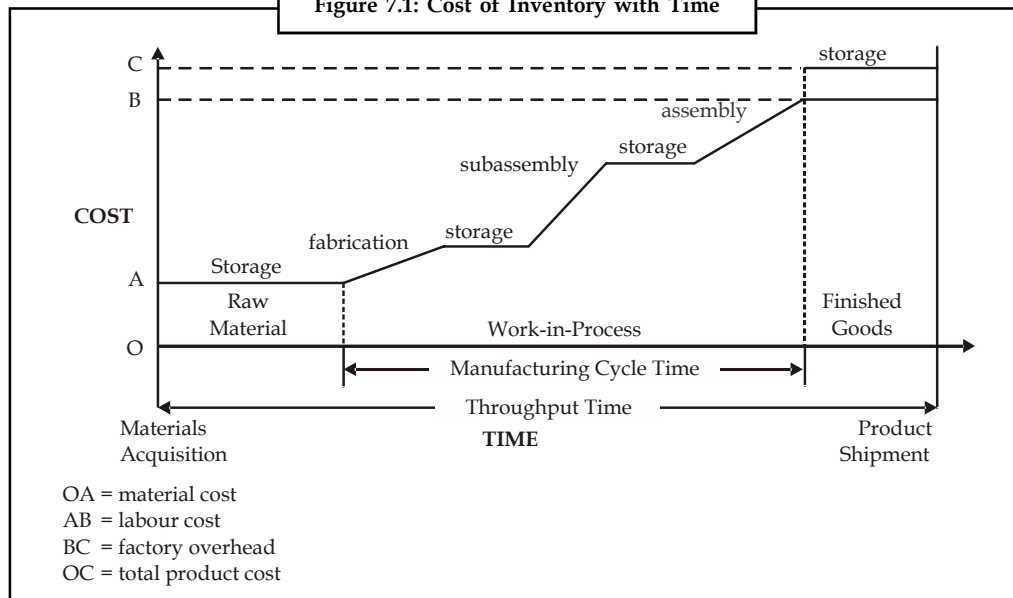 Figure 7.1: Cost of Inventory with Time
C
storage
B
assembly
storage
subassembly
COST
fabrication
storage
Storage
A
Raw
Material
Work-in-Process
Finished
Goods
O
Manufacturing Cycle Time
Throughput Time
Materials
Acquisition
TIME
Product
Shipment
OA = material cost
AB = labour cost
BC = factory overhead
OC = total product cost